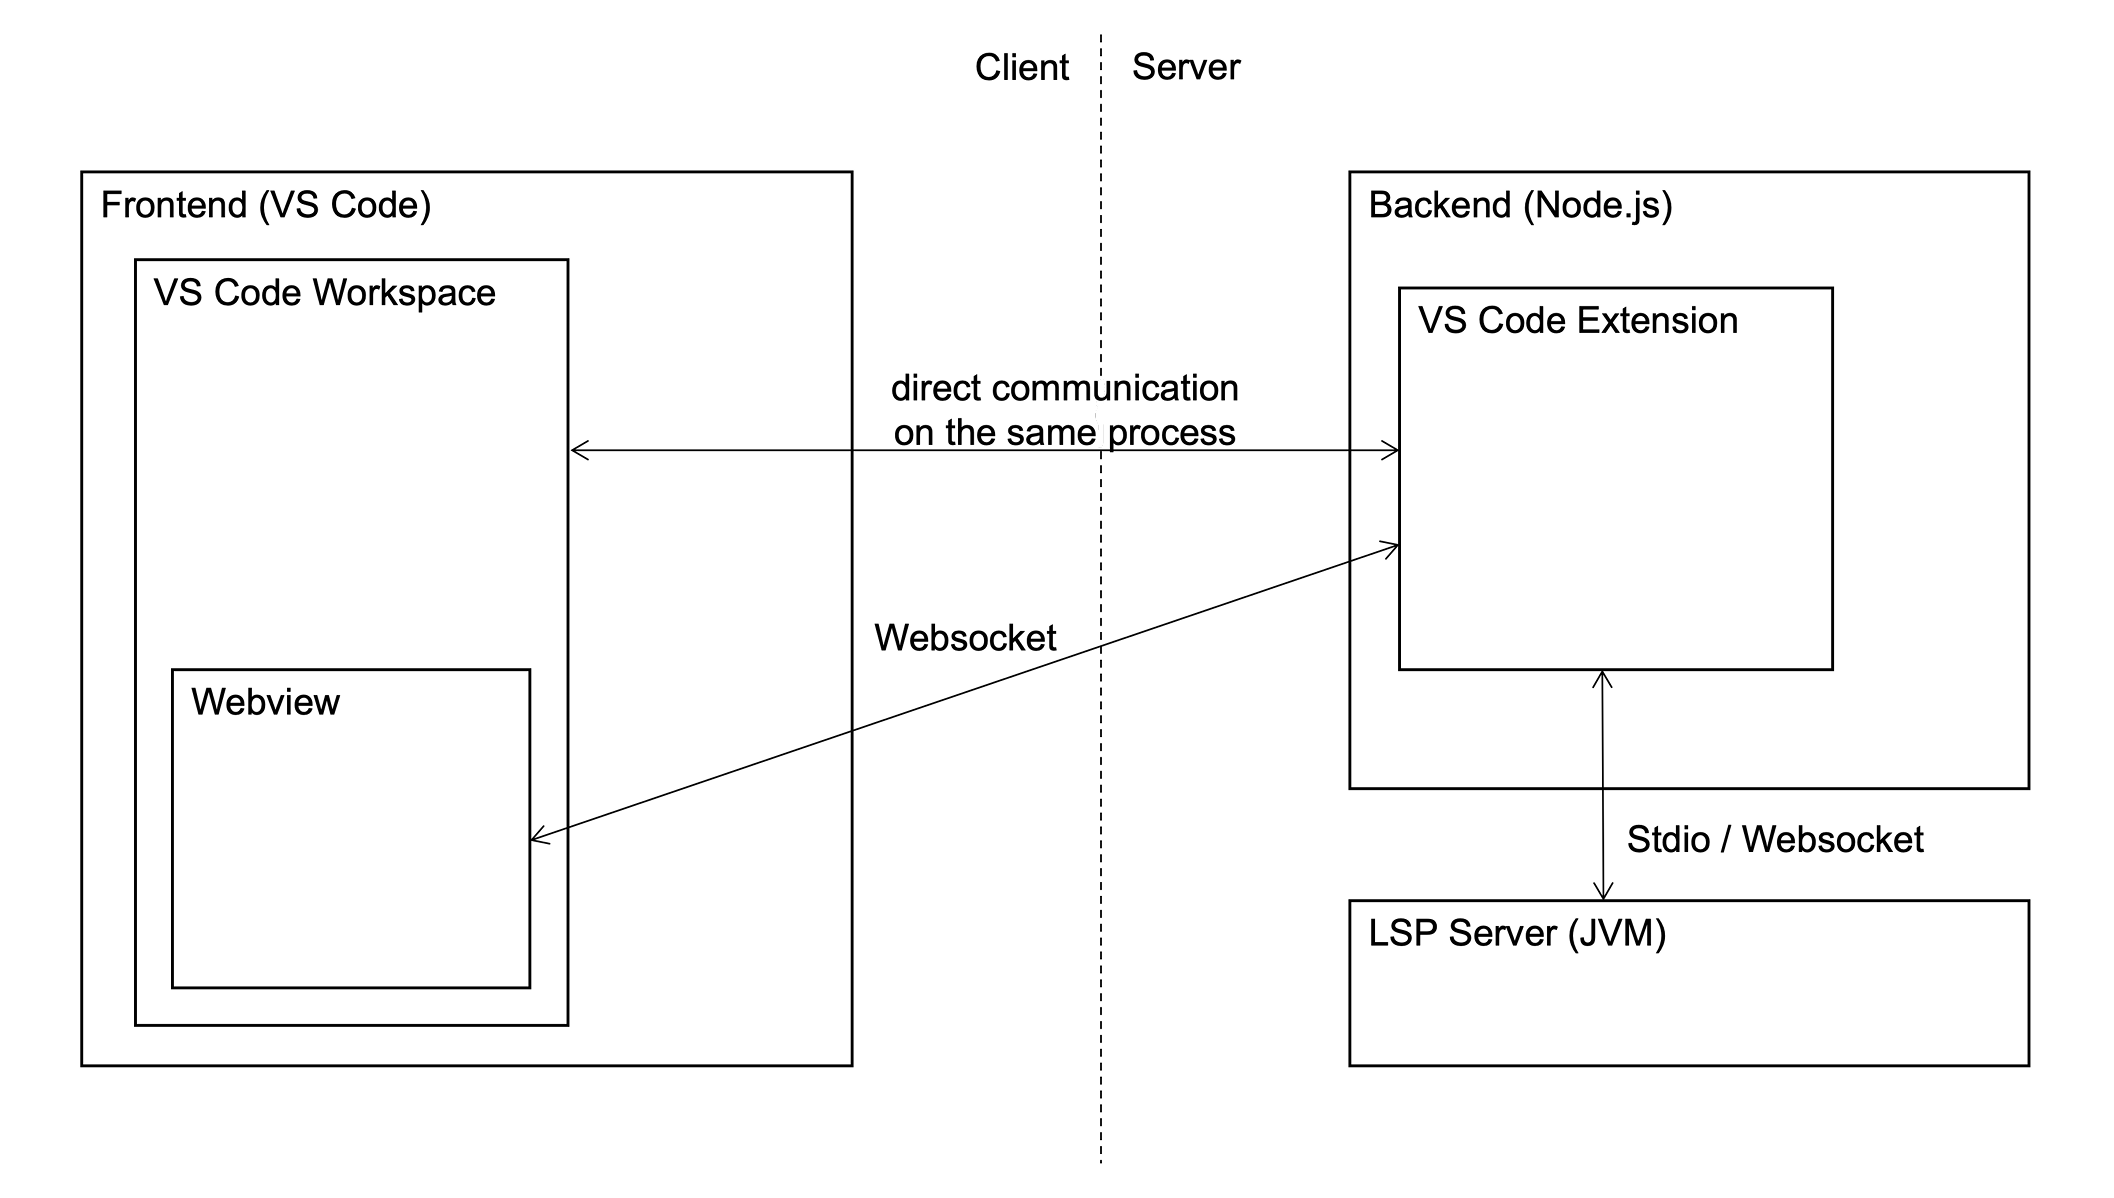 Client
Server
Frontend (VS Code)
VS Code Workspace
Webview
direct communication
on the same process
Websocket
Backend (Node.js)
VS Code Extension
Stdio / Websocket
LSP Server (JVM)